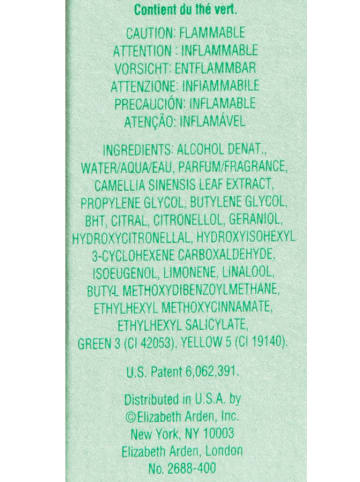 Contient du thé vert.
CAUTION: FLAMMABLE
ATTENTION : INFLAMMABLE
VORSICHT: ENTFLAMMBAR
ATTENZIONE: INFIAMMABILE
PRECAUCIÓN: INFLAMABLE
ATENÇÃO: INFLAMÁVEL
INGREDIENTS: ALCOHOL DENAT.,
WATER/AQUA/EAU, PARFUM/FRAGRANCE,
CAMELLIA SINENSIS LEAF EXTRACT,
PROPYLENE GLYCOL, BUTYLENE GLYCOL,
BHT, CITRAL, CITRONELLOL, GERANIOL,
HYDROXYCITRONELLAL, HYDROXYISOHEXYL
3-CYCLOHEXENE CARBOXALDEHYDE,
ISOEUGENOL, LIMONENE, LINALOOL,
BUTYL METHOXYDIBENZOYLMETHANE,
ETHYLHEXYL METHOXYCINNAMATE,
ETHYLHEXYL SALICYLATE,
GREEN 3 (CI 42053), YELLOW 5 (CI 19140).
U.S. Patent 6,062,391.
Distributed in U.S.A. by
©Elizabeth Arden, Inc.
New York, NY 10003
Elizabeth Arden, London
No. 2688-400